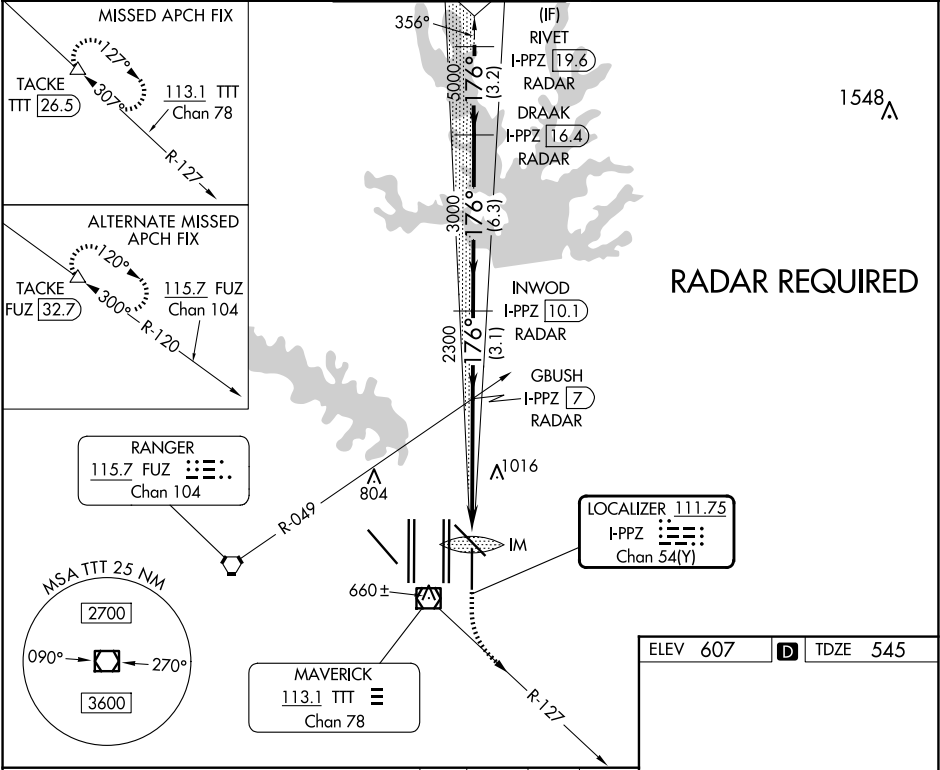 MISSED APCH FIX
127°
307°
TACKE
TTT 26.5
113.1 TTT
Chan 78
R-127
ALTERNATE MISSED
APCH FIX
120°
300°
TACKE
FUZ 32.7
115.7 FUZ
Chan 104
R-120
356°
(IF)
RIVET
I-PPZ 19.6
RADAR
5000
176°
(3.2)
DRAAK
I-PPZ 16.4
RADAR
1548
3000
176°
(6.3)
RADAR REQUIRED
INWOD
I-PPZ 10.1
RADAR
2300
176°
(3.1)
GBUSH
I-PPZ 7
RADAR
RANGER
115.7 FUZ
Chan 104
R-049
804
1016
LOCALIZER 111.75
I-PPZ
Chan 54(Y)
IM
660±
MSA TTT 25 NM
2700
090°
270°
3600
MAVERICK
113.1 TTT
Chan 78
R-127
ELEV 607 D TDZE 545